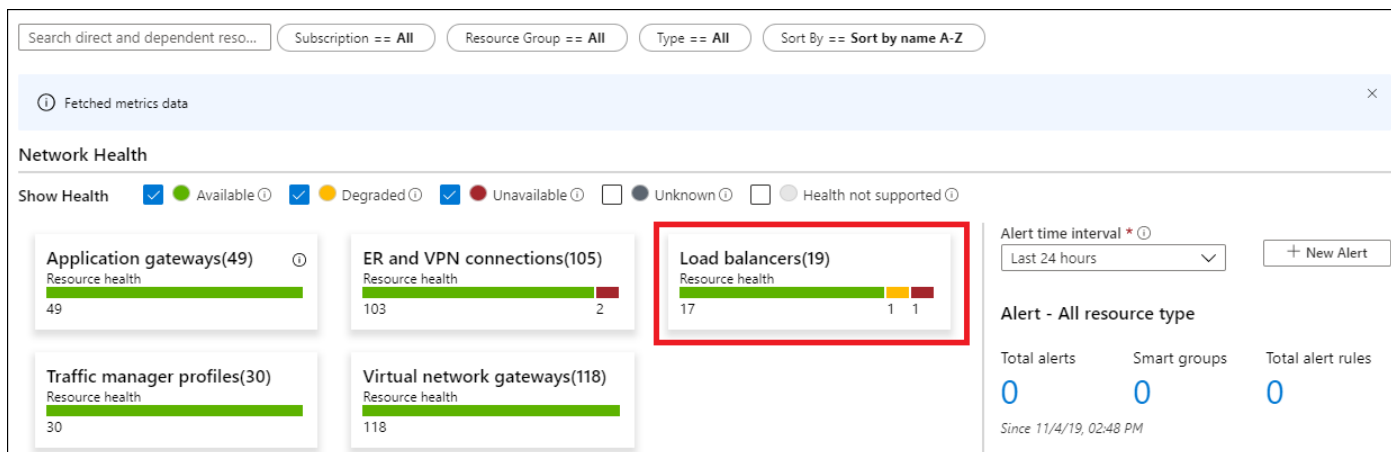 Search direct and dependent reso...
Subscription == All
Resource Group == All
Type == All
Sort By == Sort by name A-Z
Fetched metrics data
Network Health
Show Health
Available
Degraded
Unavailable
Unknown
Health not supported
Application gateways(49)
Resource health
49
ER and VPN connections(105)
Resource health
103 2
Load balancers(19)
Resource health
17 1 1
Traffic manager profiles(30)
Resource health
30
Virtual network gateways(118)
Resource health
118
Alert time interval *
Last 24 hours
+ New Alert
Alert - All resource type
Total alerts Smart groups Total alert rules
0 0 0
Since 11/4/19, 02:48 PM